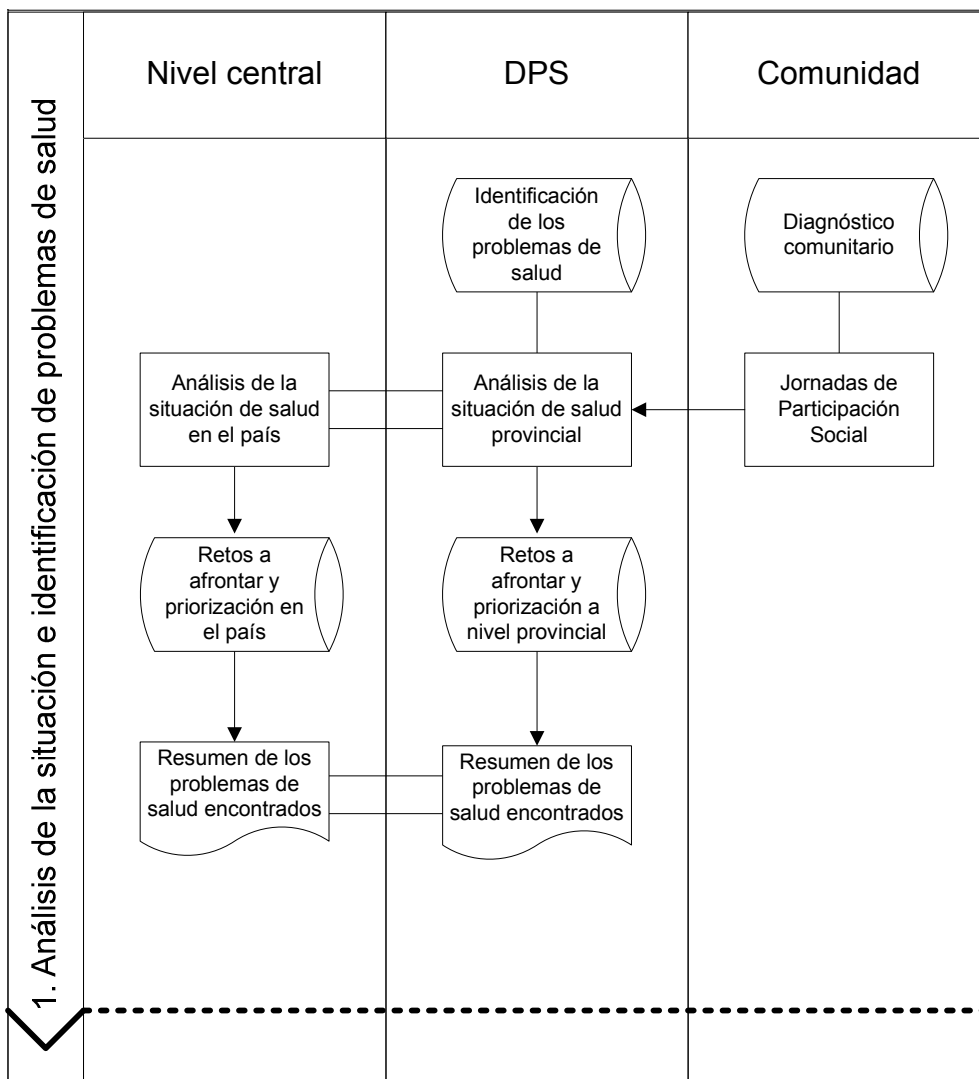 1. Análisis de la situación e identificación de problemas de salud
Nivel central
DPS
Comunidad
Identificación
de los
problemas de
salud
Diagnóstico
comunitario
Análisis de la
situación de salud
en el país
Análisis de la
situación de salud
provincial
Jornadas de
Participación
Social
Retos a
afrontar y
priorización en
el país
Retos a
afrontar y
priorización a
nivel provincial
Resumen de los
problemas de
salud encontrados
Resumen de los
problemas de
salud encontrados